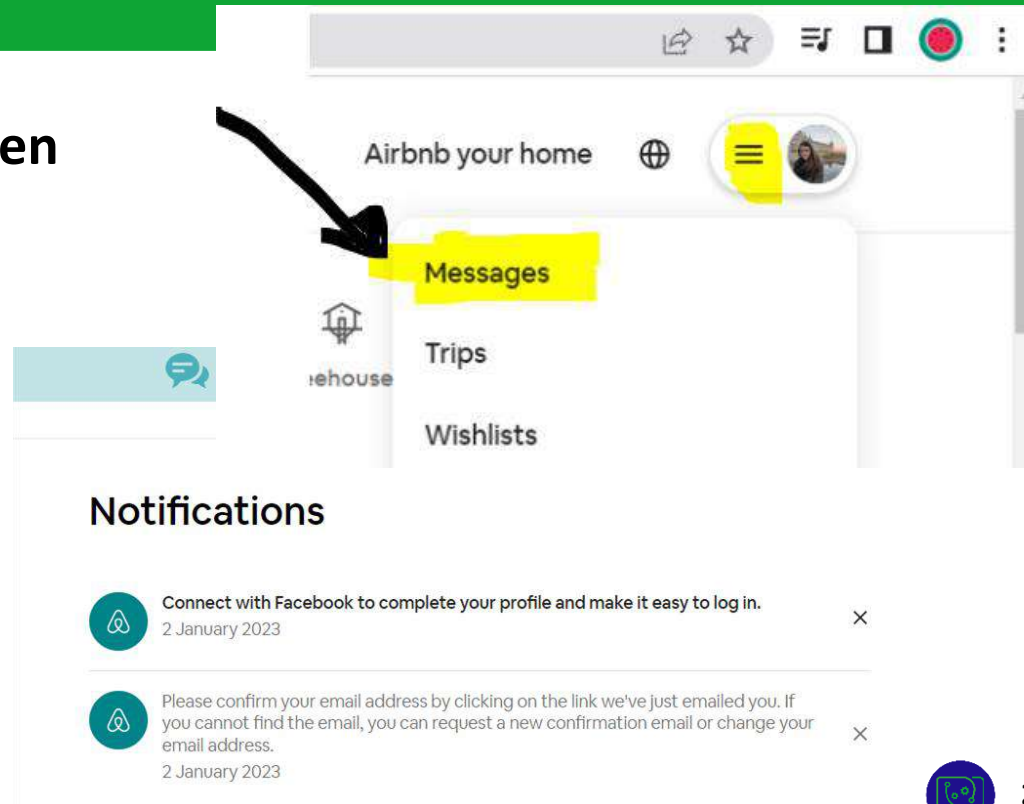 en
Airbnb your home
Messages
Trips
Wishlists
Notifications
Connect with Facebook to complete your profile and make it easy to log in.
2 January 2023
Please confirm your email address by clicking on the link we've just emailed you. If
you cannot find the email, you can request a new confirmation email or change your
email address.
2 January 2023